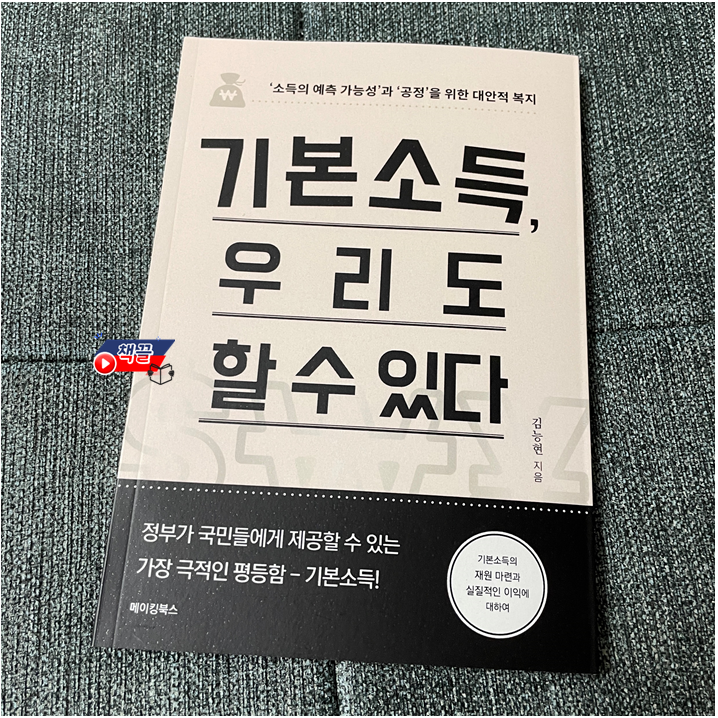 '소득의 예측 가능성'과 '공정'을 위한 대안적 복지
기본소득,
우리도
할 수 있다
책끌
김능현 지음
정부가 국민들에게 제공할 수 있는
가장 극적인 평등함 – 기본소득!
기본소득의
재원 마련과
실질적인 이익에
대하여
메이킹북스